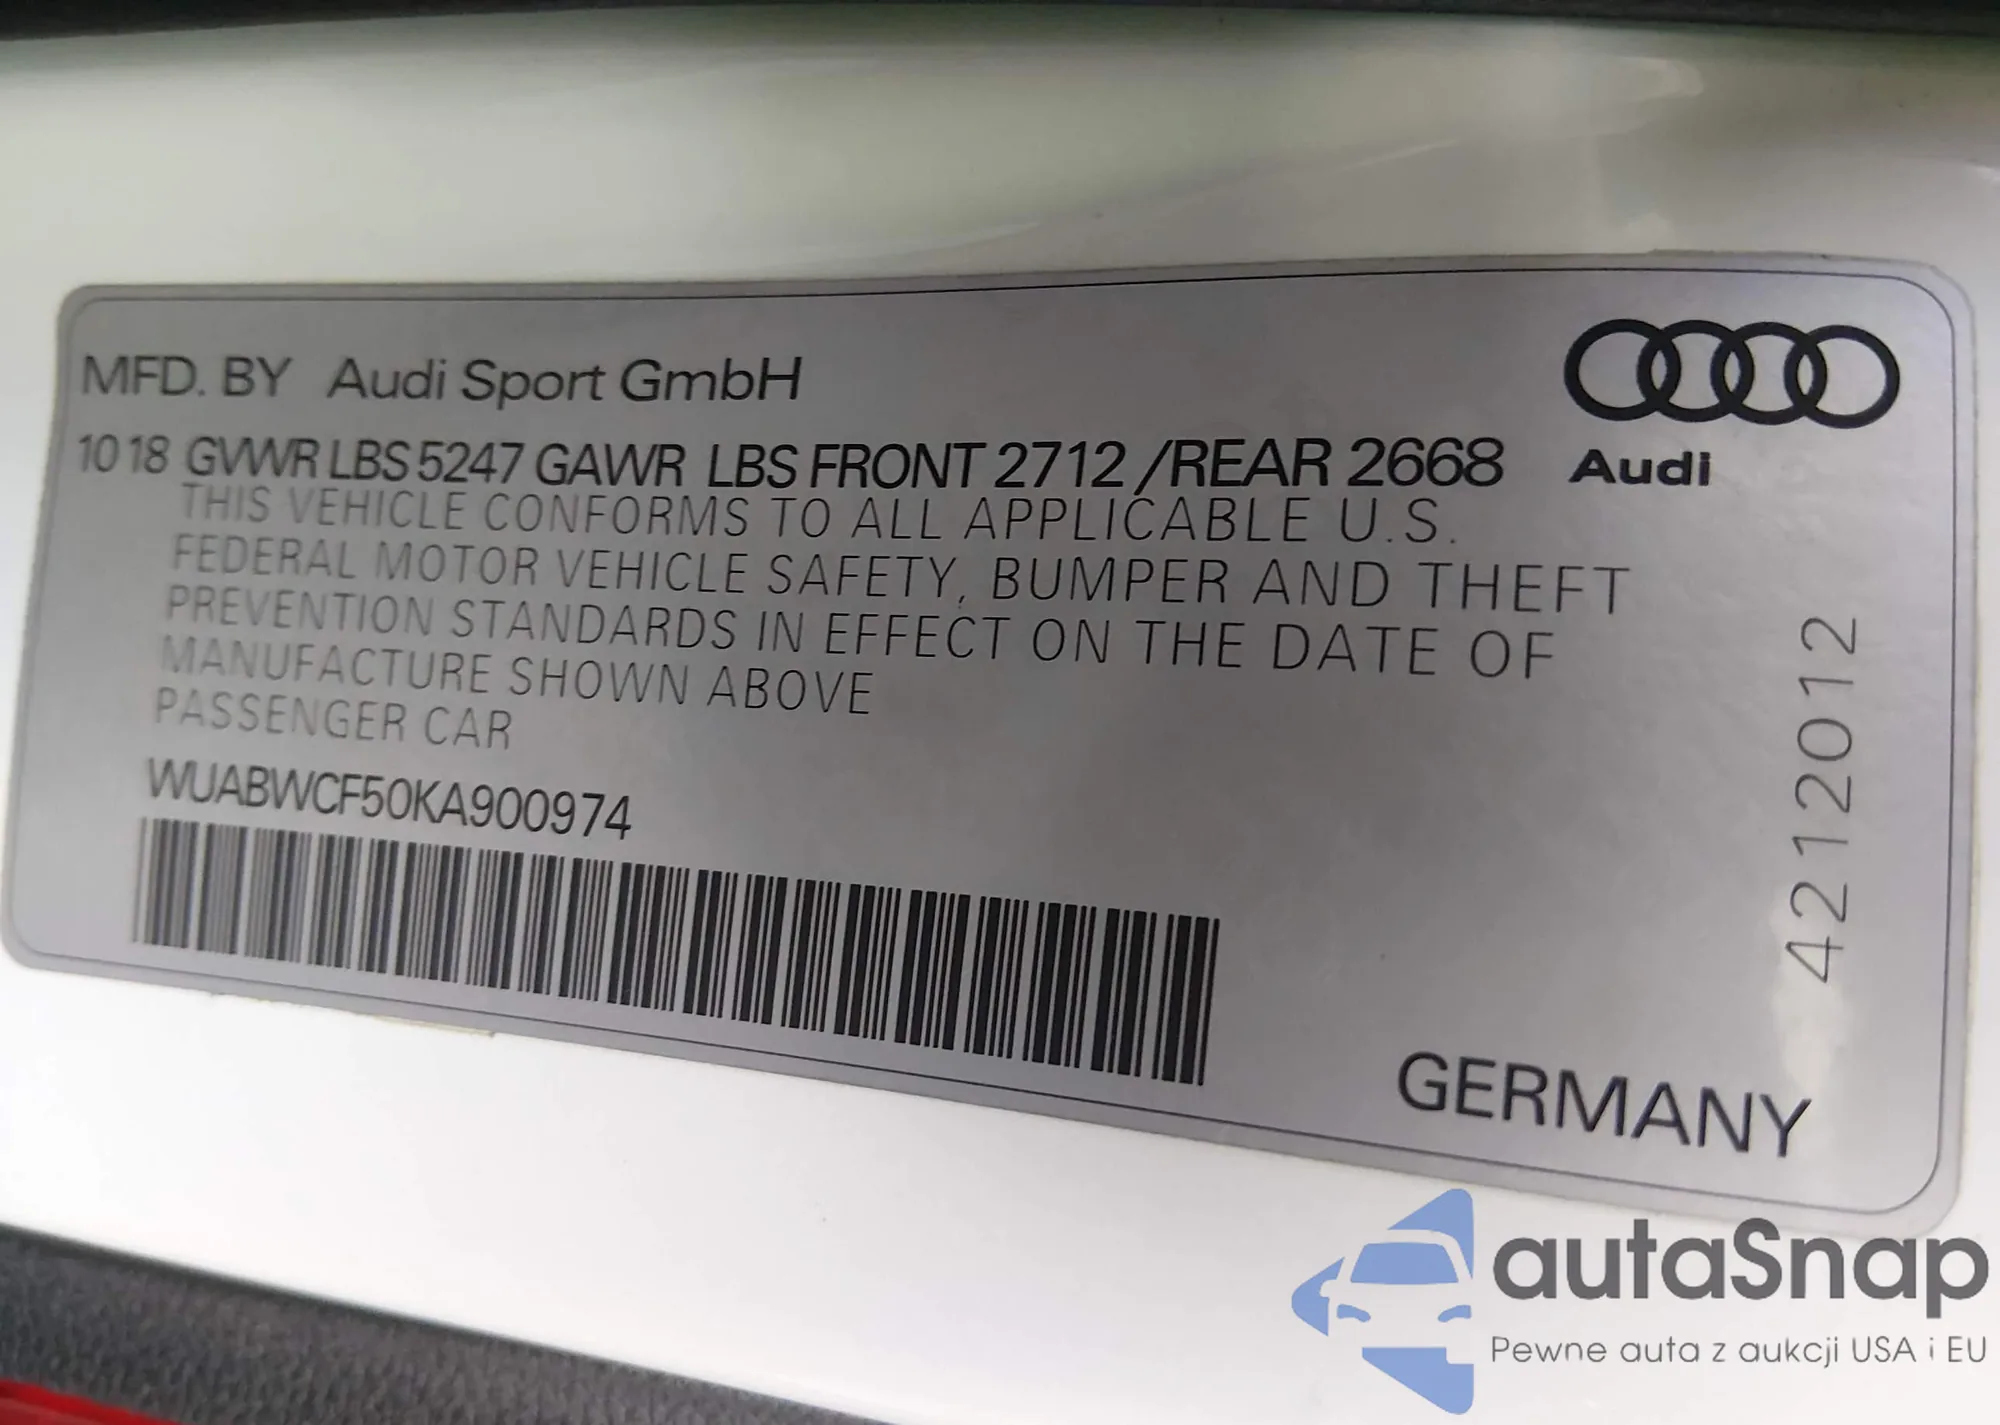 MFD. BY Audi Sport GmbH
1018 GVWR LBS 5247 GAWR LBS FRONT 2712 /REAR 2668
Audi
THIS VEHICLE CONFORMS TO ALL APPLICABLE U.S.
FEDERAL MOTOR VEHICLE SAFETY, BUMPER AND THEFT
PREVENTION STANDARDS IN EFFECT ON THE DATE OF
MANUFACTURE SHOWN ABOVE
PASSENGER CAR
WUABWCF50KA900974
4212012
GERMANY
autaSnap
Pewne auta z aukcji USA i EU